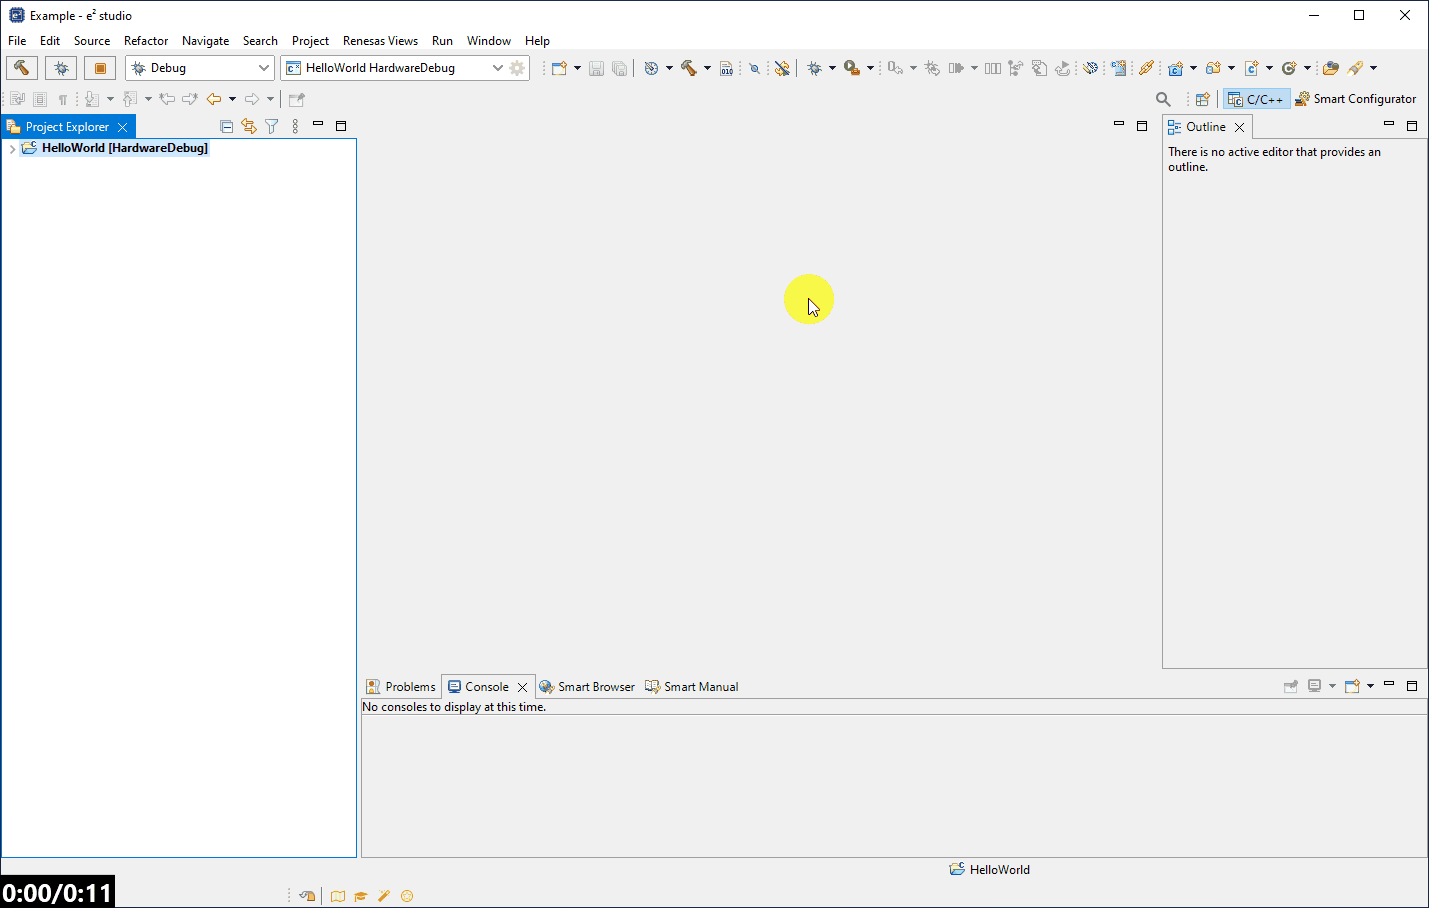 Example - e² studio
File Edit Source Refactor Navigate Search Project Renesas Views Run Window Help
Debug HelloWorld HardwareDebug
C/C++ Smart Configurator
Project Explorer
Outline
HelloWorld [HardwareDebug]
There is no active editor that provides an
outline.
Problems Console Smart Browser Smart Manual
No consoles to display at this time.
HelloWorld
0:00/0:11